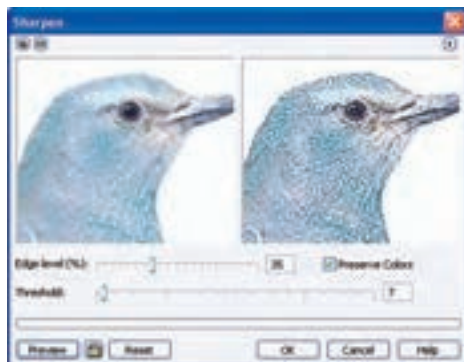 Sharpen
Edge level (%): 35 Preserve Colors
Threshold: 7
Preview Reset OK Cancel Help